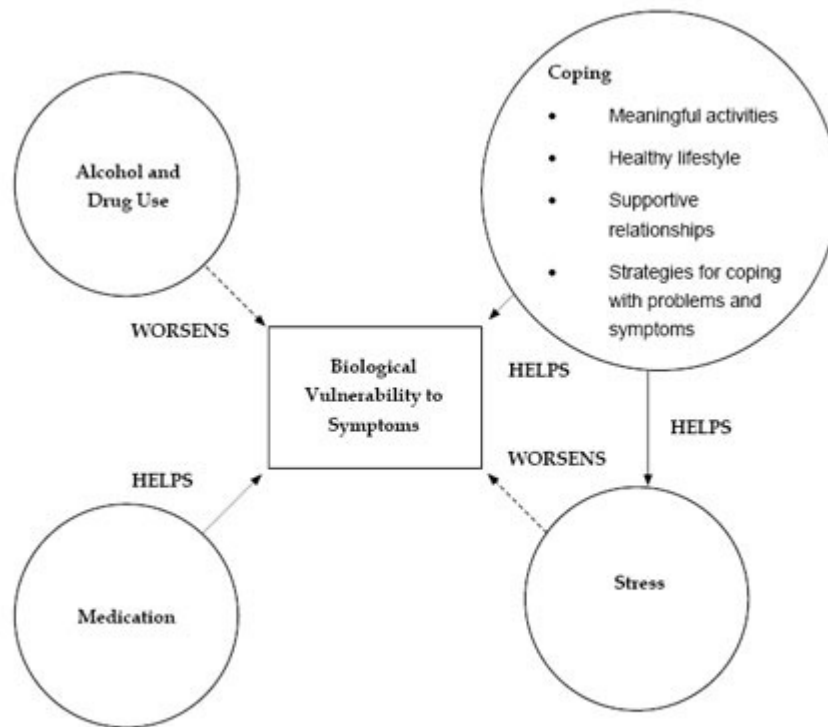 Coping
• Meaningful activities
• Healthy lifestyle
• Supportive
relationships
• Strategies for coping
with problems and
symptoms
Alcohol and
Drug Use
WORSENS
Biological
Vulnerability to
Symptoms
HELPS
HELPS
WORSENS
HELPS
Medication
Stress